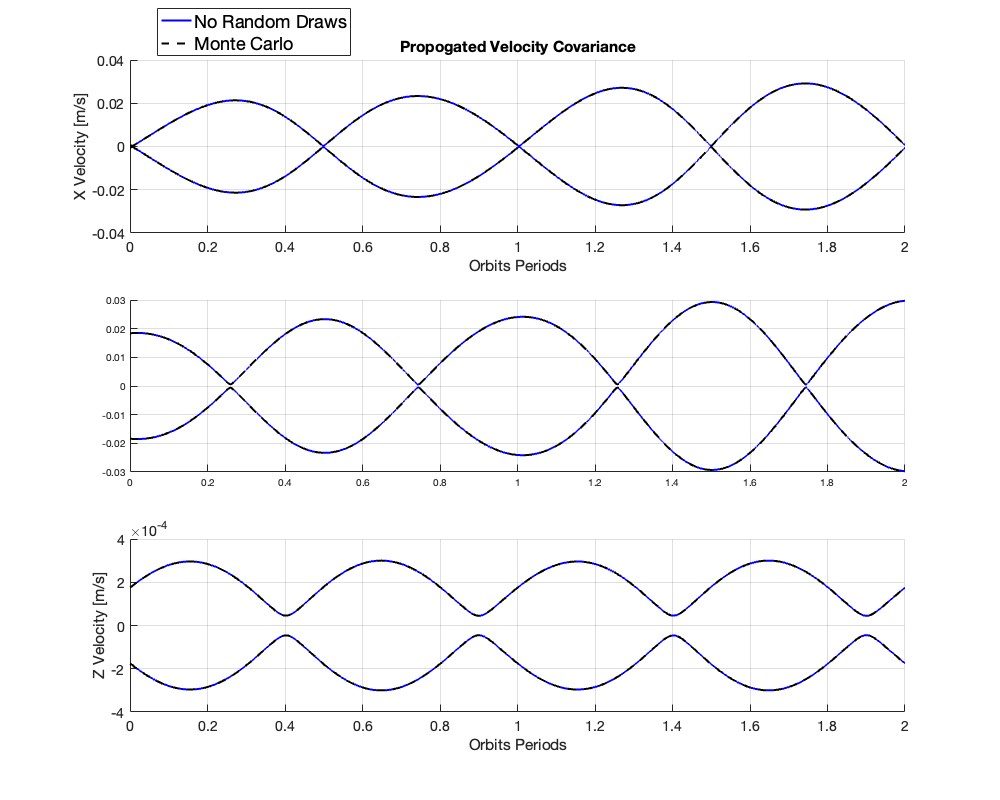 No Random Draws
Monte Carlo
Propogated Velocity Covariance
0.04
0.02
0
-0.02
-0.04
X Velocity [m/s]
0 0.2 0.4 0.6 0.8 1 1.2 1.4 1.6 1.8 2
Orbits Periods
0.03
0.02
0.01
0
-0.01
-0.02
-0.03
0 0.2 0.4 0.6 0.8 1 1.2 1.4 1.6 1.8 2
×10-4
4
2
0
-2
-4
Z Velocity [m/s]
0 0.2 0.4 0.6 0.8 1 1.2 1.4 1.6 1.8 2
Orbits Periods